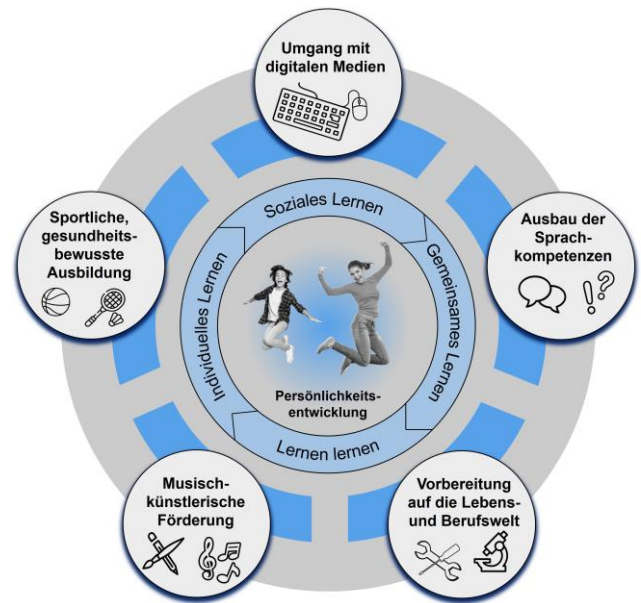 Umgang mit
digitalen Medien
Sportliche,
gesundheits-
bewusste
Ausbildung
Ausbau der
Sprach-
kompetenzen
Soziales Lernen
Gemeinsames Lernen
Individuelles Lernen
Lernen lernen
Persönlichkeits-
entwicklung
Musisch-
künstlerische
Förderung
Vorbereitung
auf die Lebens-
und Berufswelt